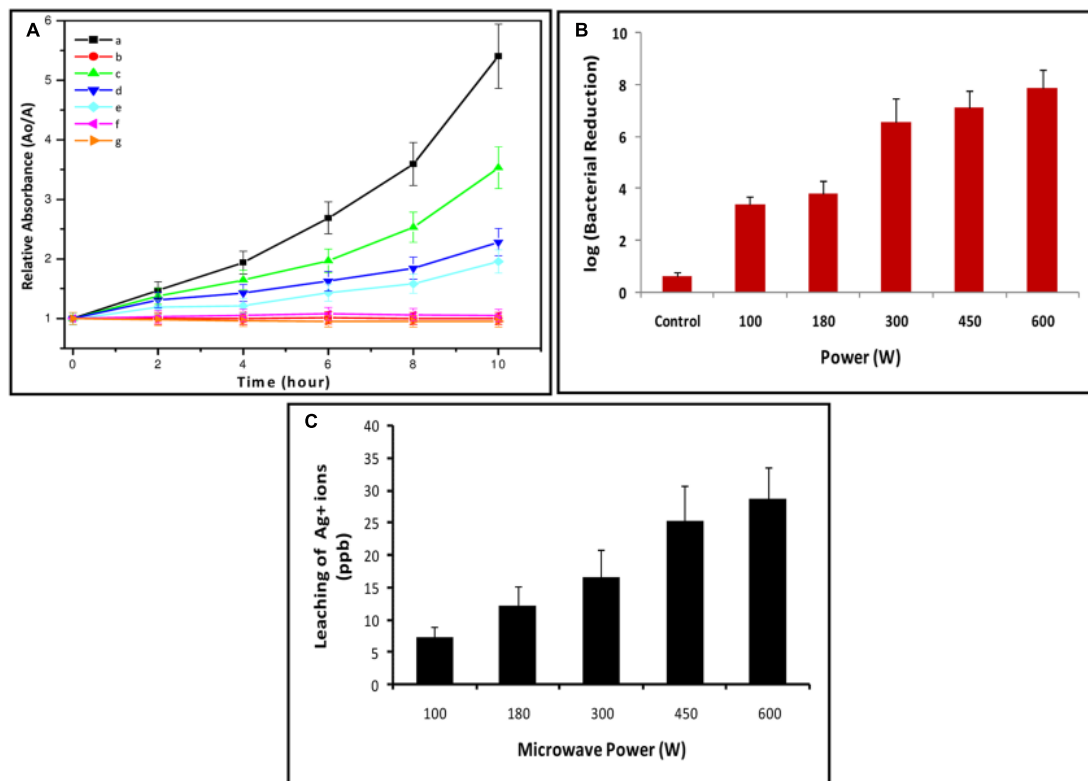 A
a
b
c
d
e
f
g
Relative Absorbance (Ao/A)
6
5
4
3
2
1
0 2 4 6 8 10
Time (hour)
B
log (Bacterial Reduction)
10
8
6
4
2
0
Control 100 180 300 450 600
Power (W)
C
Leaching of Ag+ ions
(ppb)
40
35
30
25
20
15
10
5
0
100 180 300 450 600
Microwave Power (W)